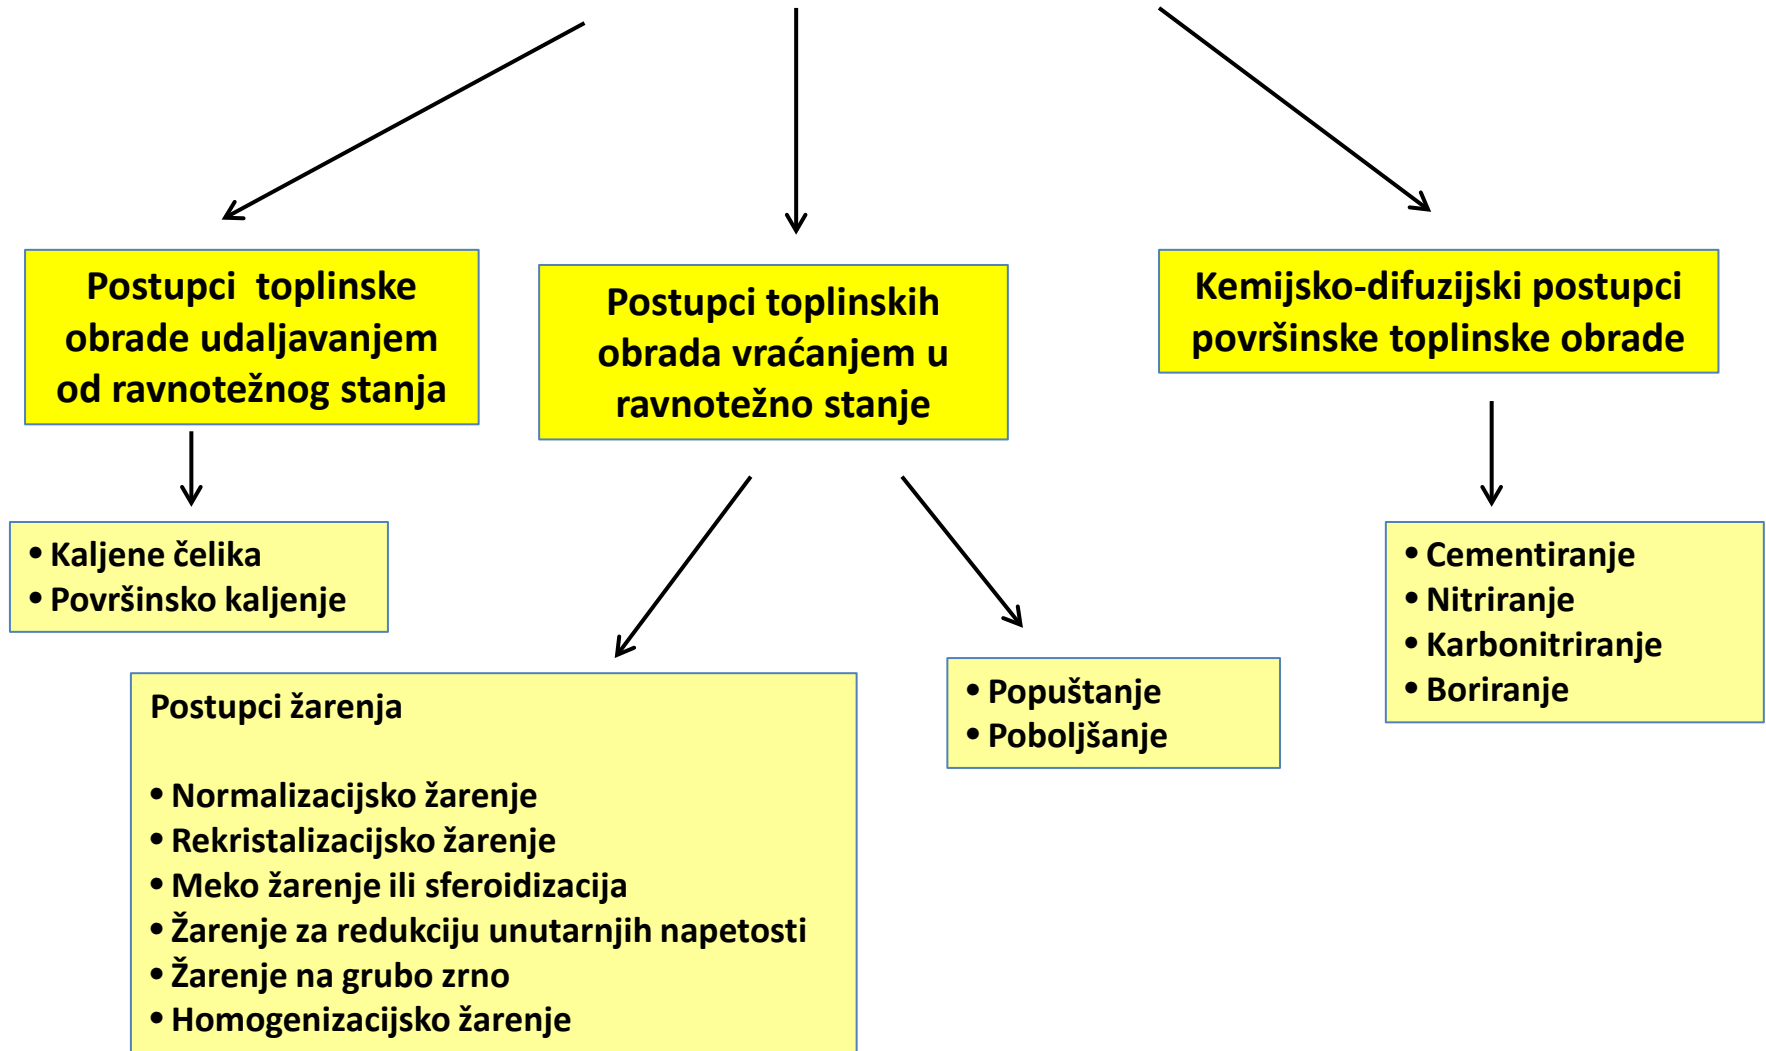 Postupci toplinske
obrade udaljavanjem
od ravnotežnog stanja
Postupci toplinskih
obrada vraćanjem u
ravnotežno stanje
Kemijsko-difuzijski postupci
površinske toplinske obrade
• Kaljene čelika
• Površinsko kaljenje
Postupci žarenja
• Normalizacijsko žarenje
• Rekristalizacijsko žarenje
• Meko žarenje ili sferoidizacija
• Žarenje za redukciju unutarnjih napetosti
• Žarenje na grubo zrno
• Homogenizacijsko žarenje
• Popuštanje
• Poboljšanje
• Cementiranje
• Nitriranje
• Karbonitriranje
• Boriranje